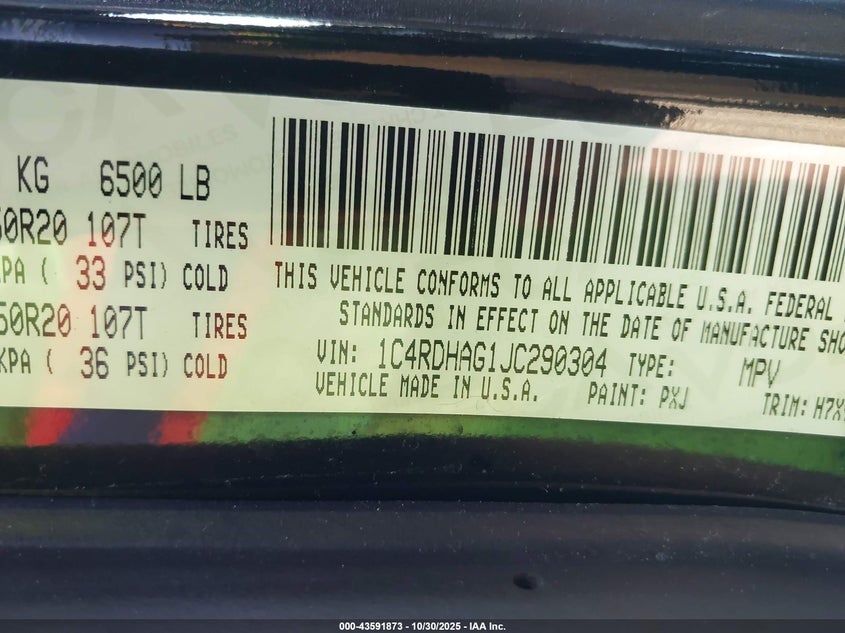 KG 6500 LB
50R20 107T TIRES
KPA ( 33 PSI) COLD
50R20 107T TIRES
KPA ( 36 PSI) COLD
THIS VEHICLE CONFORMS TO ALL APPLICABLE U.S.A. FEDERAL
STANDARDS IN EFFECT ON THE DATE OF MANUFACTURE SHO
VIN: 1C4RDHAG1JC290304 TYPE: MPV
VEHICLE MADE IN U.S.A. PAINT: PXJ TRIM: H7X
000-43591873 | 10/30/2025 - IAA Inc.